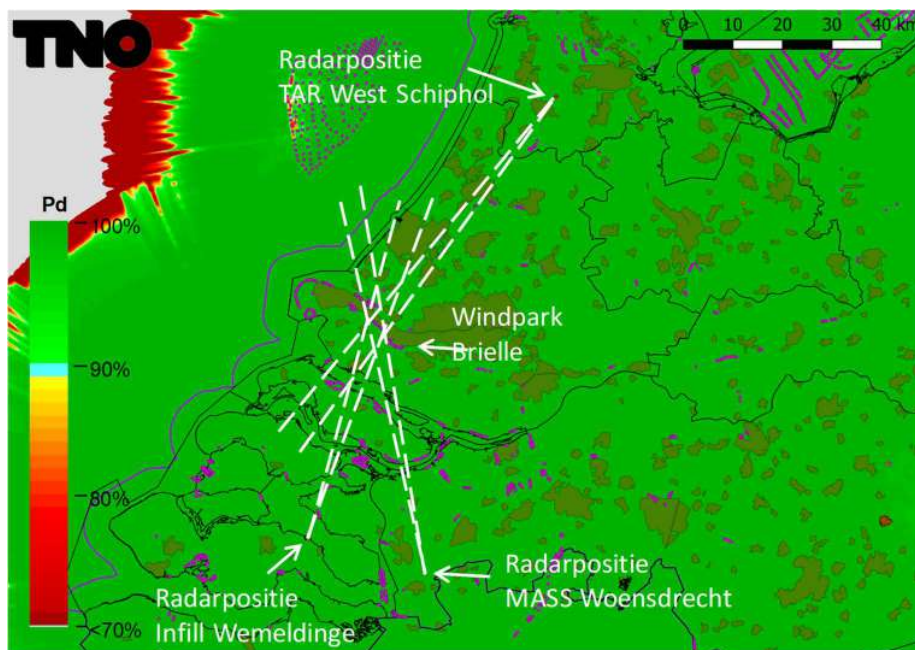 TNO
0 10 20 30 40 km
Radarpositie
TAR West Schiphol
Pd
100%
90%
80%
<70%
Windpark
Brielle
Radarpositie
MASS Woensdrecht
Radarpositie
Infill Wemeldinge